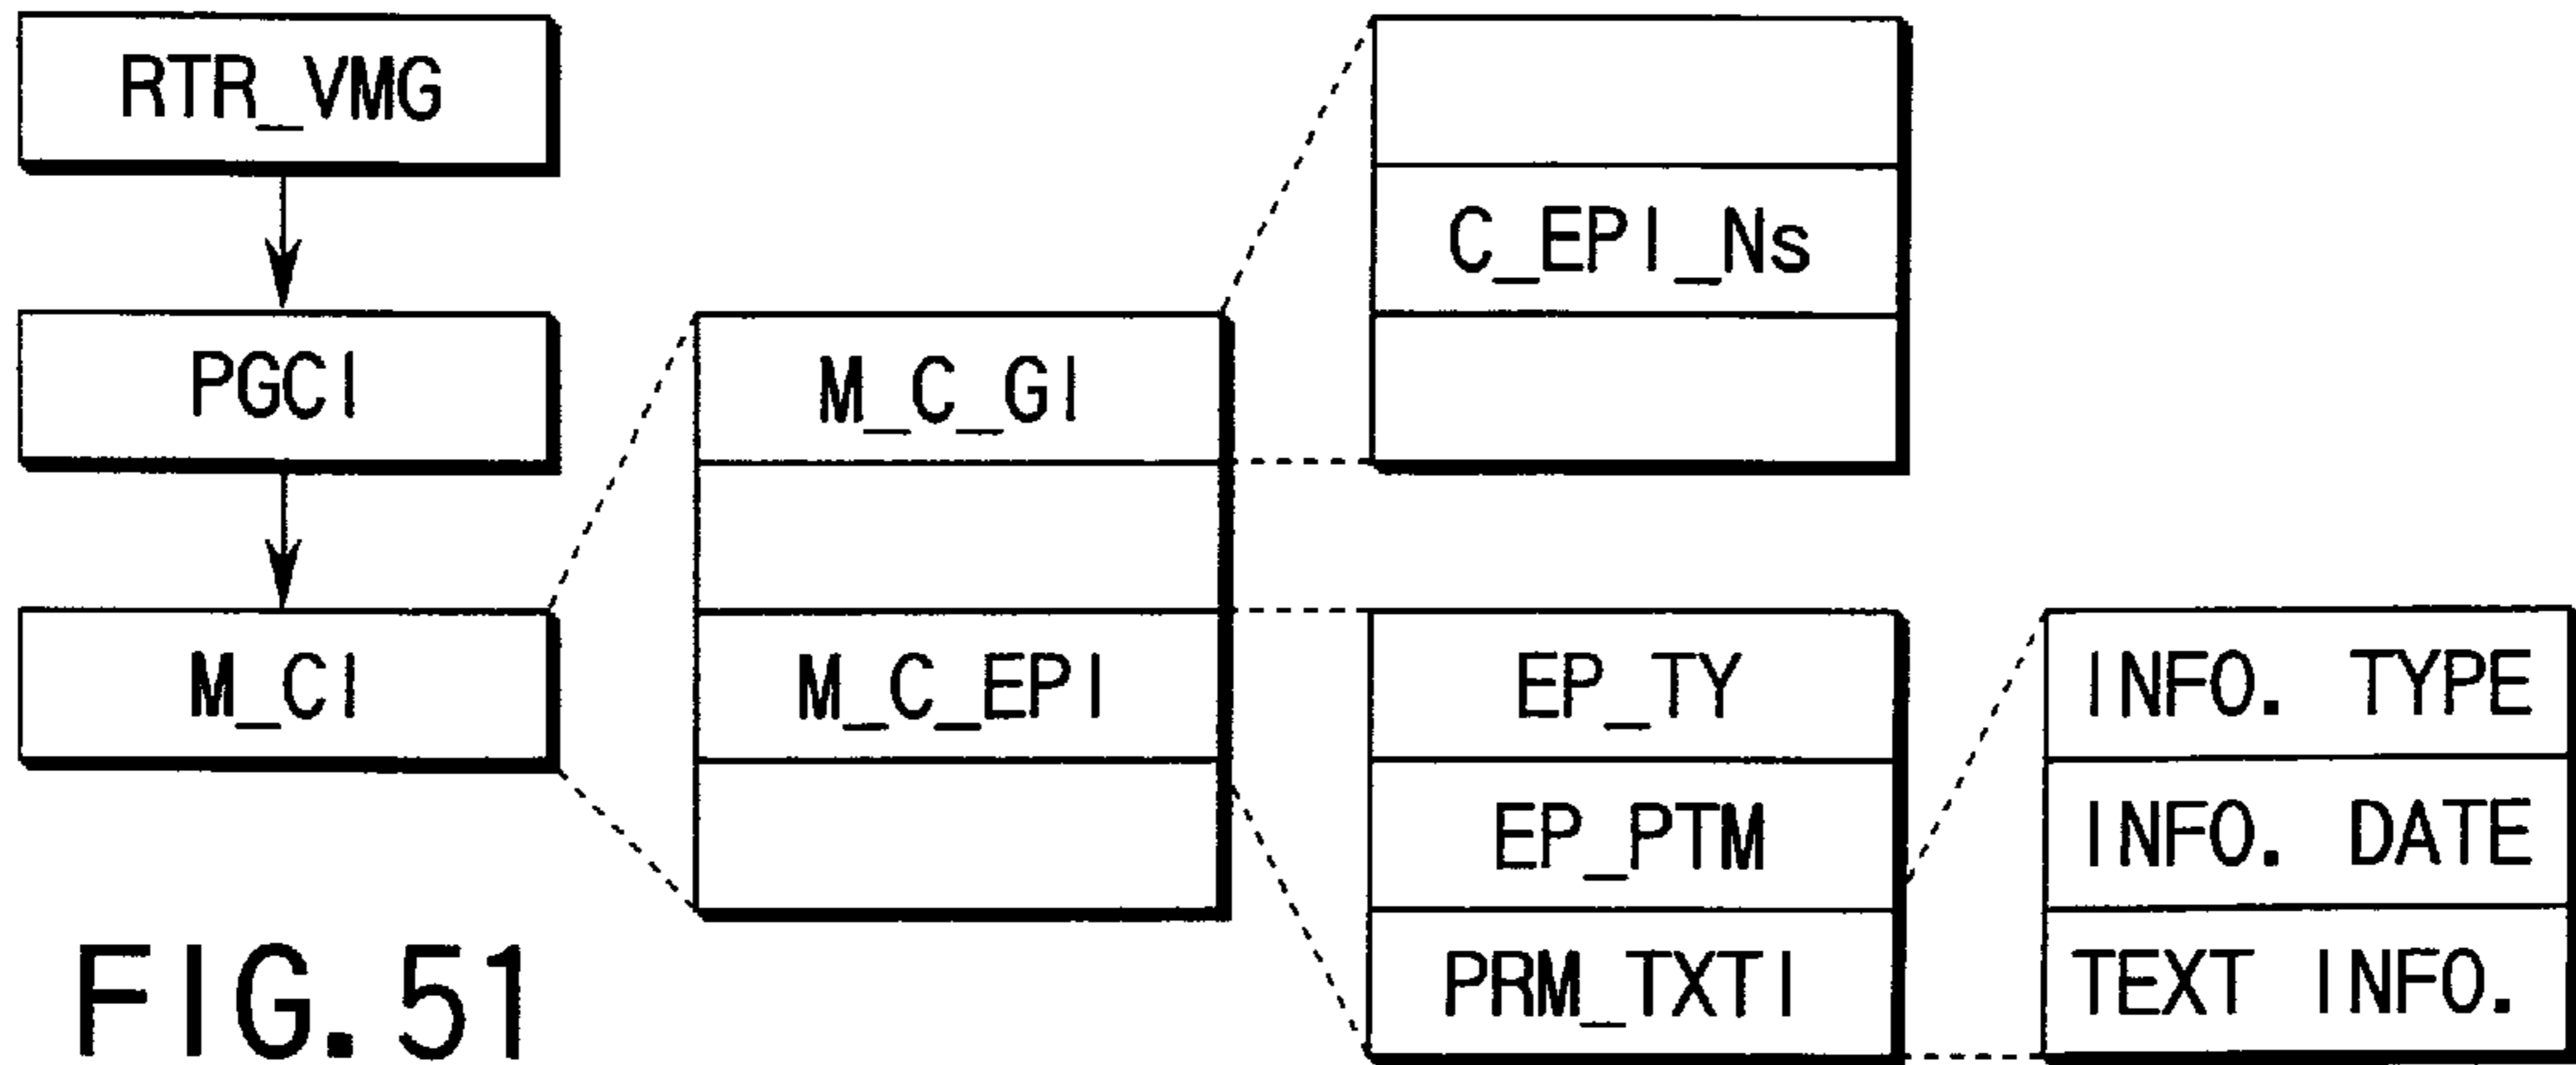 RTR_VMG
PGCI
M_CI
M_C_GI
M_C_EPI
C_EPI_Ns
EP_TY
EP_PTM
PRM_TXTI
INFO. TYPE
INFO. DATE
TEXT INFO.
FIG. 51